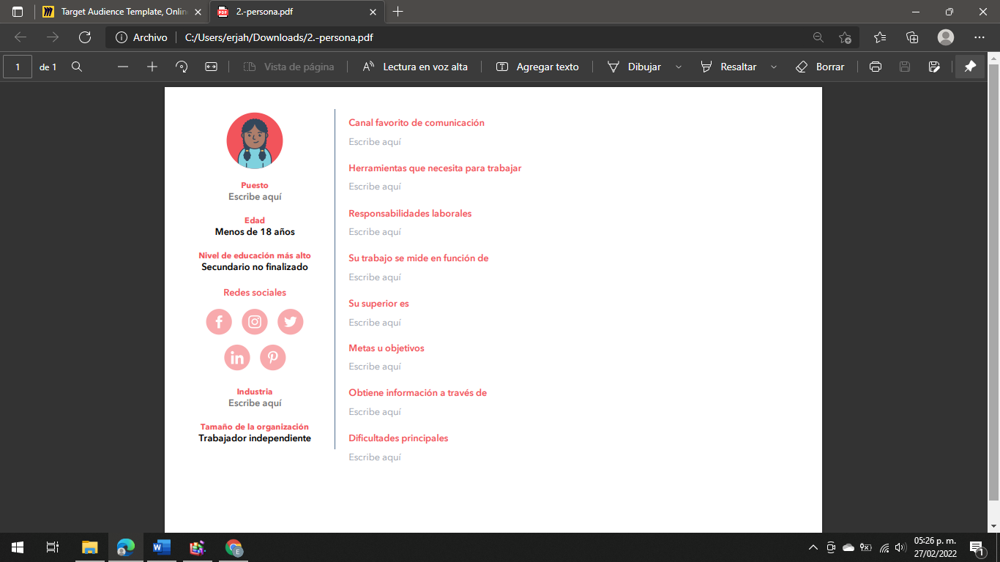 Target Audience Template, Onlin
2.-persona.pdf
Archivo
C:/Users/erjah/Downloads/2.-persona.pdf
1
de 1
Vista de página
Lectura en voz alta
Agregar texto
Dibujar
Resaltar
Borrar
Puesto
Escribe aquí
Edad
Menos de 18 años
Nivel de educación más alto
Secundario no finalizado
Redes sociales
Industria
Escribe aquí
Tamaño de la organización
Trabajador independiente
Canal favorito de comunicación
Escribe aquí
Herramientas que necesita para trabajar
Escribe aquí
Responsabilidades laborales
Escribe aquí
Su trabajo se mide en función de
Escribe aquí
Su superior es
Escribe aquí
Metas u objetivos
Escribe aquí
Obtiene información a través de
Escribe aquí
Dificultades principales
Escribe aquí
05:26 p. m.
27/02/2022
1